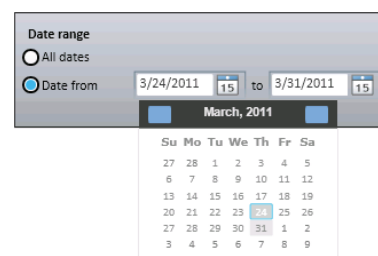 Date range
All dates
Date from 3/24/2011 15 to 3/31/2011 15
March, 2011
Su Mo Tu We Th Fr Sa
27 28 1 2 3 4 5
6 7 8 9 10 11 12
13 14 15 16 17 18 19
20 21 22 23 24 25 26
27 28 29 30 31 1 2
3 4 5 6 7 8 9